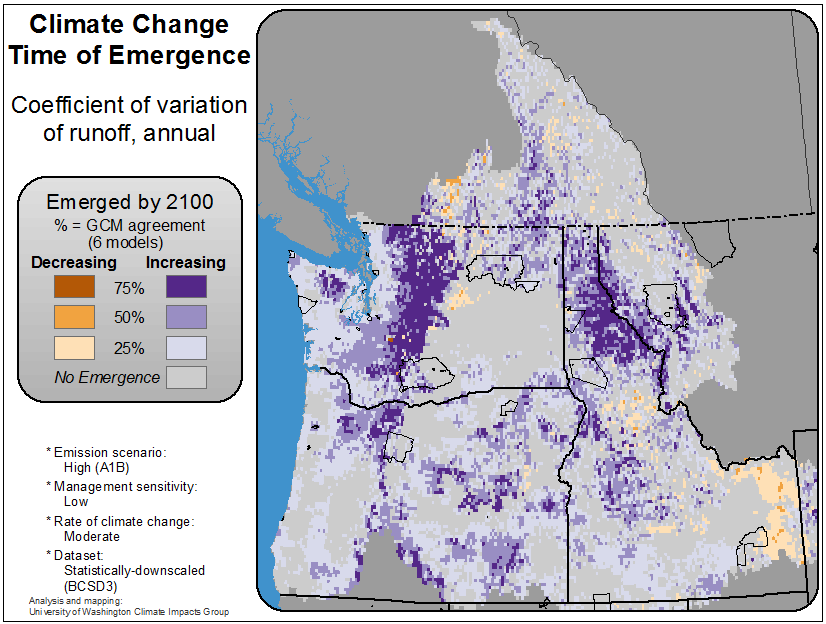 Climate Change
Time of Emergence
Coefficient of variation
of runoff, annual
Emerged by 2100
% = GCM agreement
(6 models)
Decreasing Increasing
75%
50%
25%
No Emergence
* Emission scenario:
High (A1B)
* Management sensitivity:
Low
* Rate of climate change:
Moderate
* Dataset:
Statistically-downscaled
(BCSD3)
Analysis and mapping:
University of Washington Climate Impacts Group